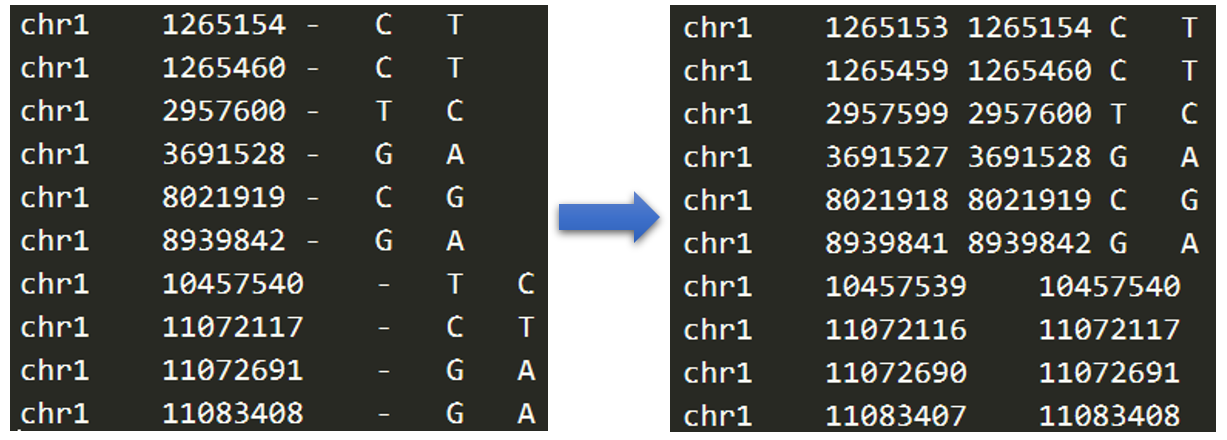 chr1 1265154 - C T
chr1 1265460 - C T
chr1 2957600 - T C
chr1 3691528 - G A
chr1 8021919 - C G
chr1 8939842 - G A
chr1 10457540 - T C
chr1 11072117 - C T
chr1 11072691 - G A
chr1 11083408 - G A
chr1 1265153 1265154 C T
chr1 1265459 1265460 C T
chr1 2957599 2957600 T C
chr1 3691527 3691528 G A
chr1 8021918 8021919 C G
chr1 8939841 8939842 G A
chr1 10457539 10457540
chr1 11072116 11072117
chr1 11072690 11072691
chr1 11083407 11083408